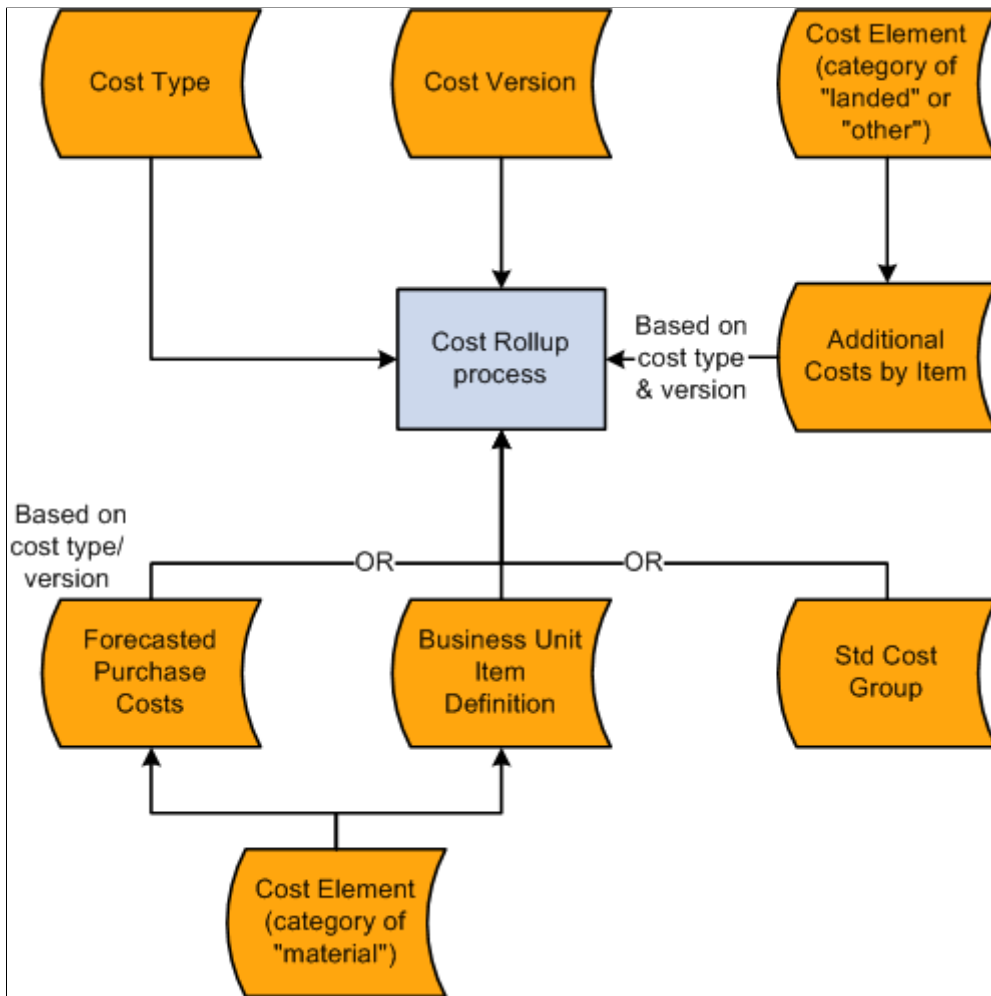 Cost Type
Cost Version
Cost Element
(category of
"landed" or
"other")
Cost Rollup
process
Based on
cost type
& version
Additional
Costs by Item
Based on
cost type/
version
OR
OR
Forecasted
Purchase
Costs
Business Unit
Item
Definition
Std Cost
Group
Cost Element
(category of
"material")